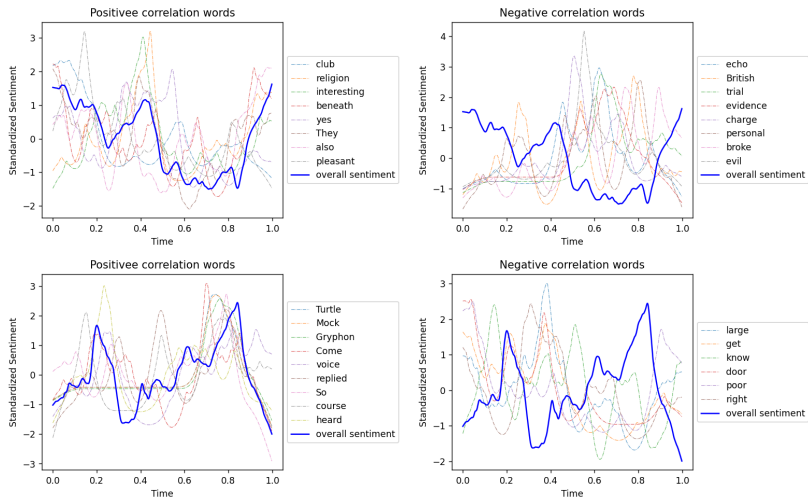 Positivee correlation words
Standardized Sentiment
3
2
1
0
−1
−2
0.0 0.2 0.4 0.6 0.8 1.0
Time
club
religion
interesting
beneath
yes
They
also
pleasant
overall sentiment
Negative correlation words
Standardized Sentiment
4
3
2
1
0
−1
0.0 0.2 0.4 0.6 0.8 1.0
Time
echo
British
trial
evidence
charge
personal
broke
evil
overall sentiment
Positivee correlation words
Standardized Sentiment
3
2
1
0
−1
−2
−3
0.0 0.2 0.4 0.6 0.8 1.0
Time
Turtle
Mock
Gryphon
Come
voice
replied
So
course
heard
overall sentiment
Negative correlation words
Standardized Sentiment
3
2
1
0
−1
−2
0.0 0.2 0.4 0.6 0.8 1.0
Time
large
get
know
door
poor
right
overall sentiment